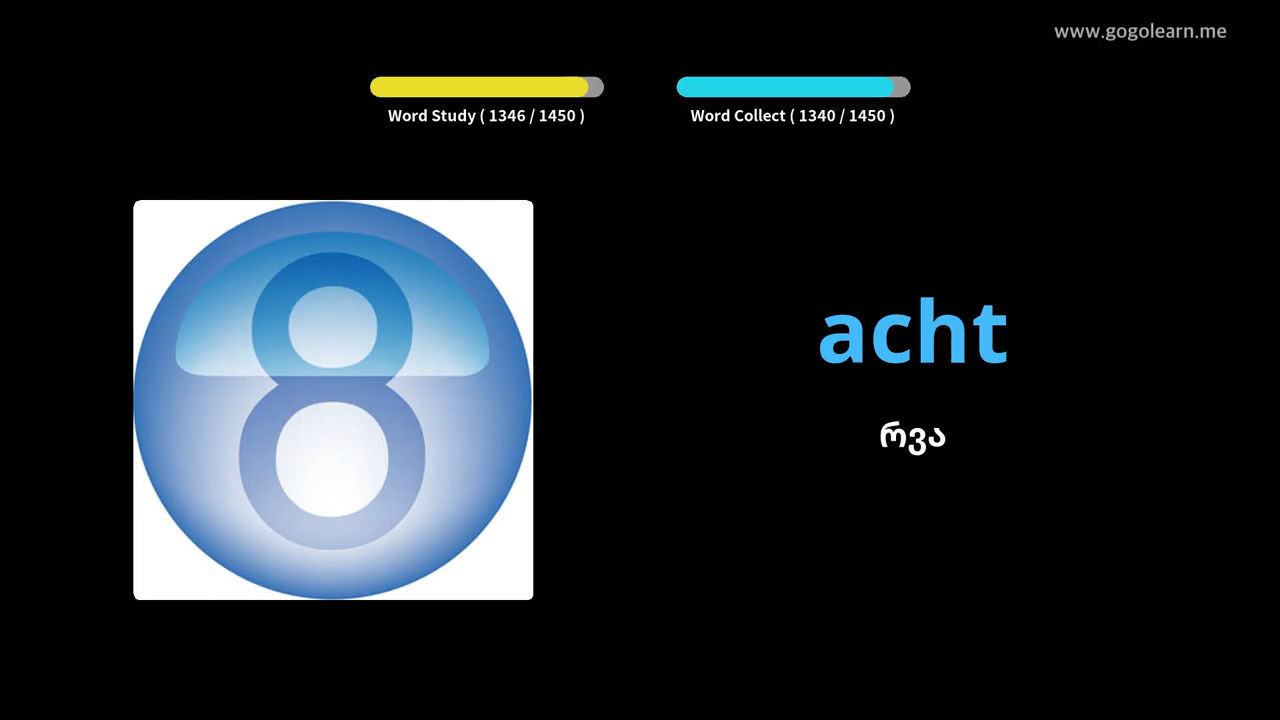 www.gogolearn.me
Word Study ( 1346 / 1450 )
Word Collect ( 1340 / 1450 )
8
acht
რვა